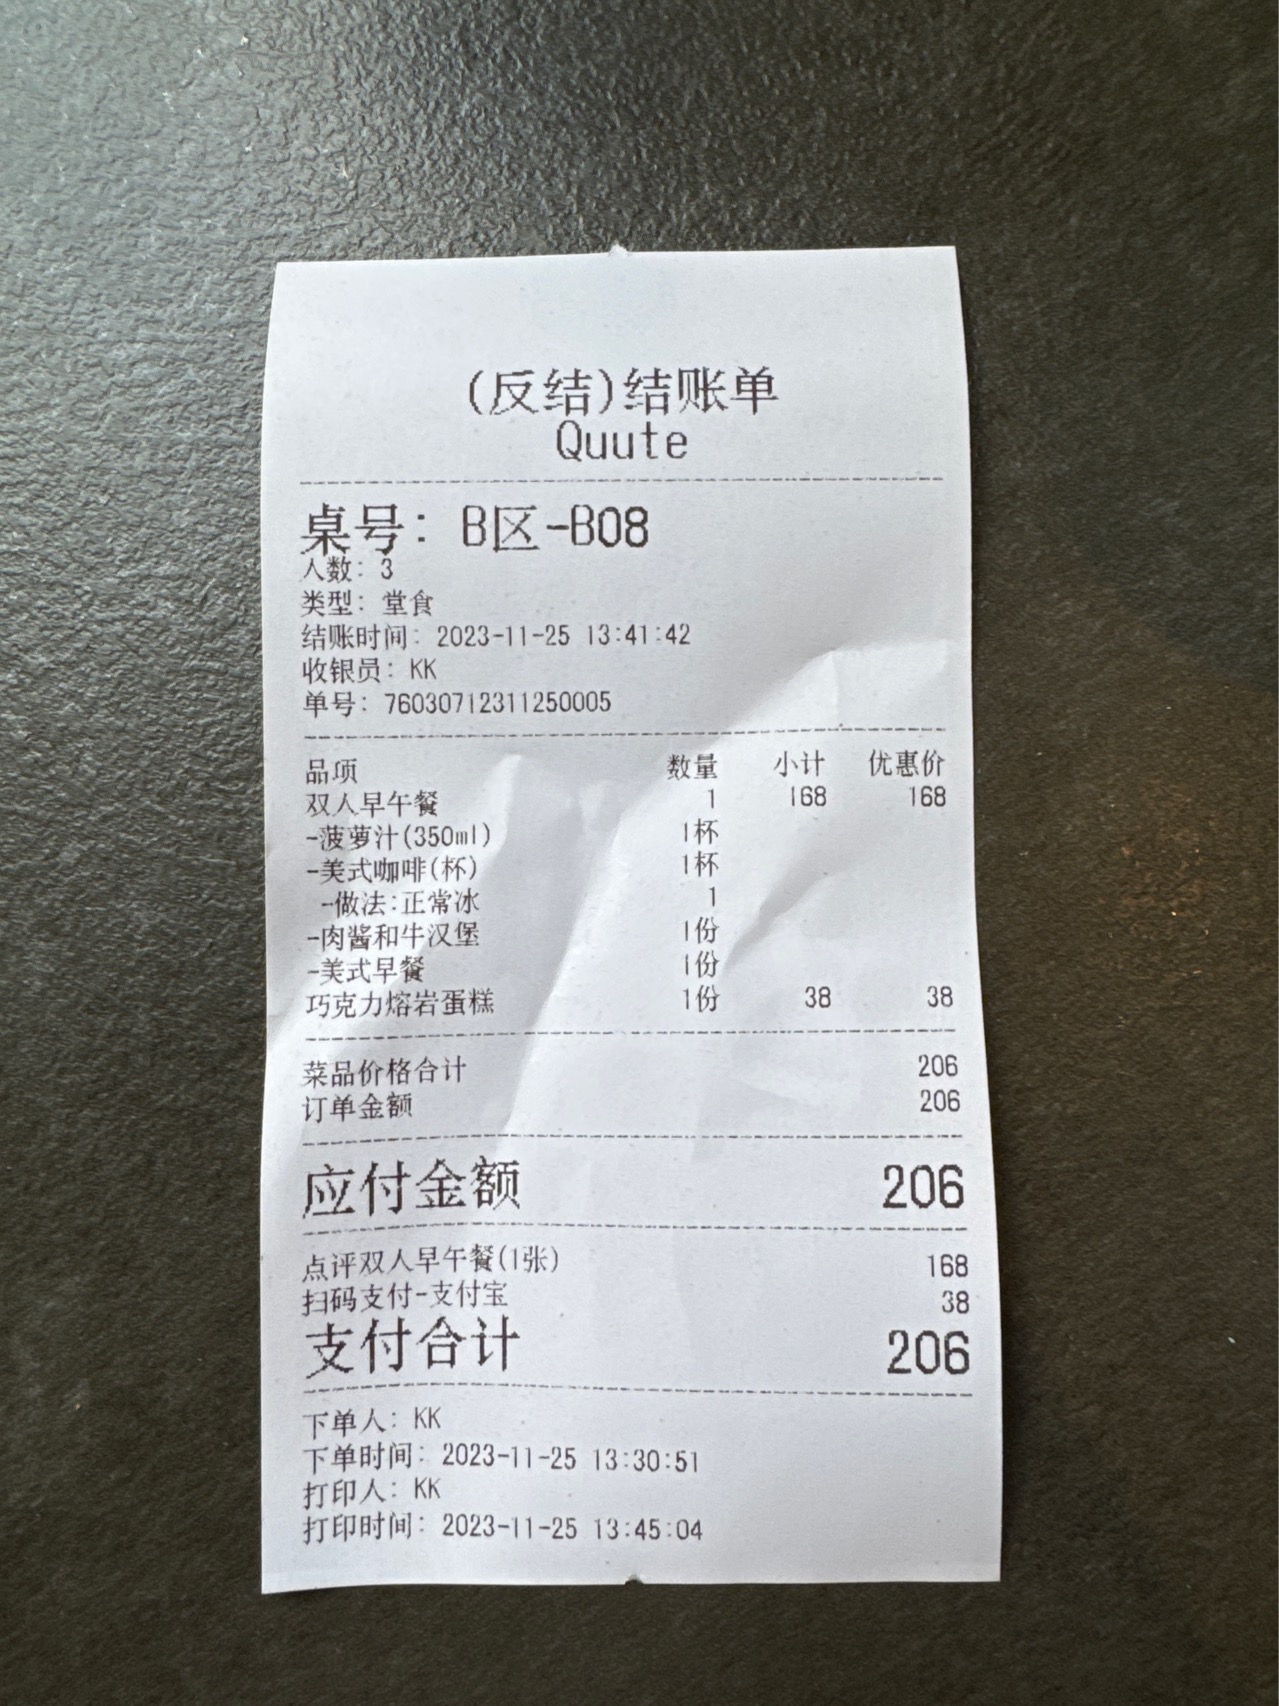 (反结)结账单
Quute
桌号: B区-B08
人数: 3
类型: 堂食
结账时间: 2023-11-25 13:41:42
收银员: KK
单号: 76030712311250005
品项 数量 小计 优惠价
双人早午餐 1 168 168
-菠萝汁(350ml) 1杯
-美式咖啡(杯) 1杯
-做法:正常冰 1
-肉酱和牛汉堡 1份
-美式早餐 1份
巧克力熔岩蛋糕 1份 38 38
菜品价格合计 206
订单金额 206
应付金额 206
点评双人早午餐(1张) 168
扫码支付-支付宝 38
支付合计 206
下单人: KK
下单时间: 2023-11-25 13:30:51
打印人: KK
打印时间: 2023-11-25 13:45:04